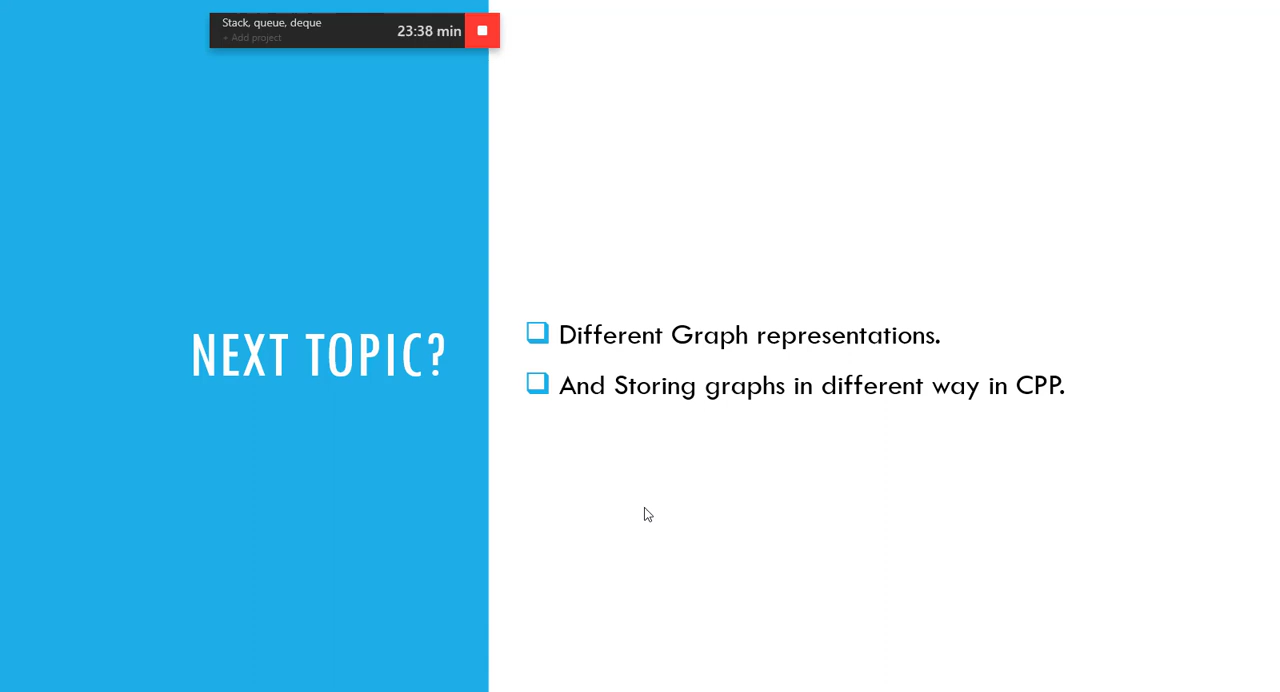 Stack, queue, deque
+ Add project
23:38 min
NEXT TOPIC?
Different Graph representations.
And Storing graphs in different way in CPP.